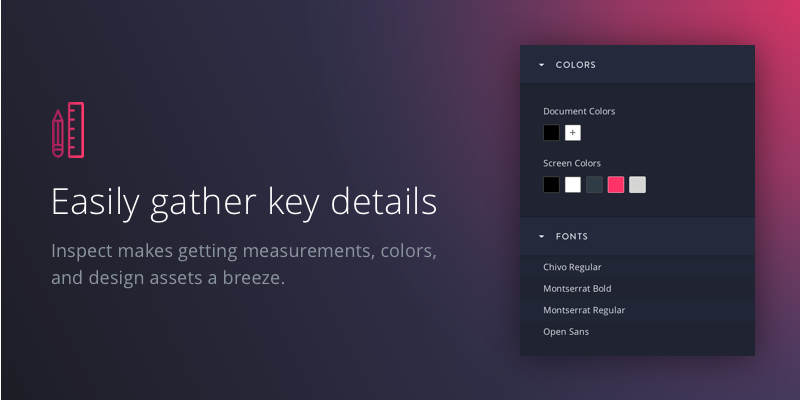 Easily gather key details
Inspect makes getting measurements, colors,
and design assets a breeze.
COLORS
Document Colors
+
Screen Colors
FONTS
Chivo Regular
Montserrat Bold
Montserrat Regular
Open Sans